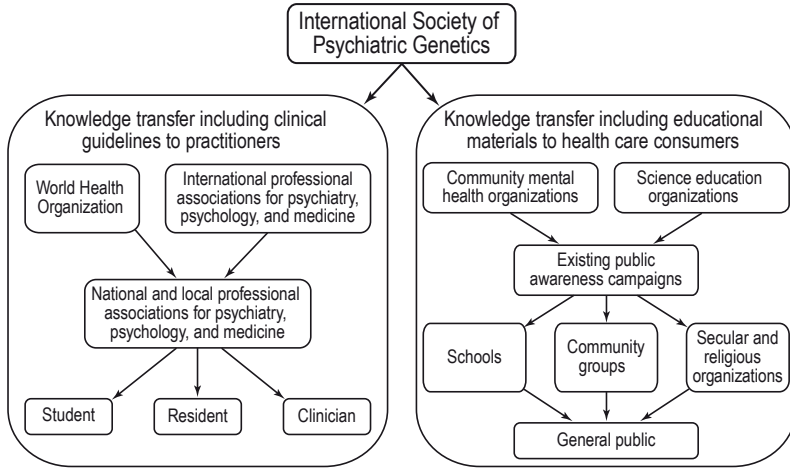 International Society of
Psychiatric Genetics
Knowledge transfer including clinical
guidelines to practitioners
World Health
Organization
International professional
associations for psychiatry,
psychology, and medicine
National and local professional
associations for psychiatry,
psychology, and medicine
Student
Resident
Clinician
Knowledge transfer including educational
materials to health care consumers
Community mental
health organizations
Science education
organizations
Existing public
awareness campaigns
Schools
Community
groups
Secular and
religious
organizations
General public